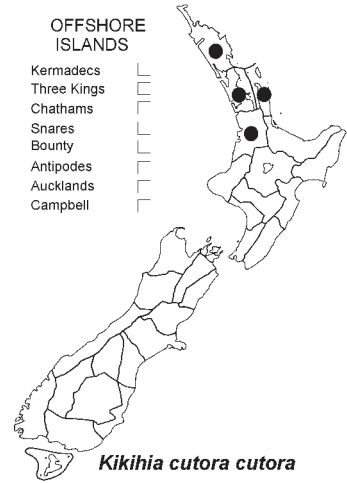 OFFSHORE
ISLANDS
Kermadecs
Three Kings
Chathams
Snares
Bounty
Antipodes
Aucklands
Campbell
Kikihia cutora cutora